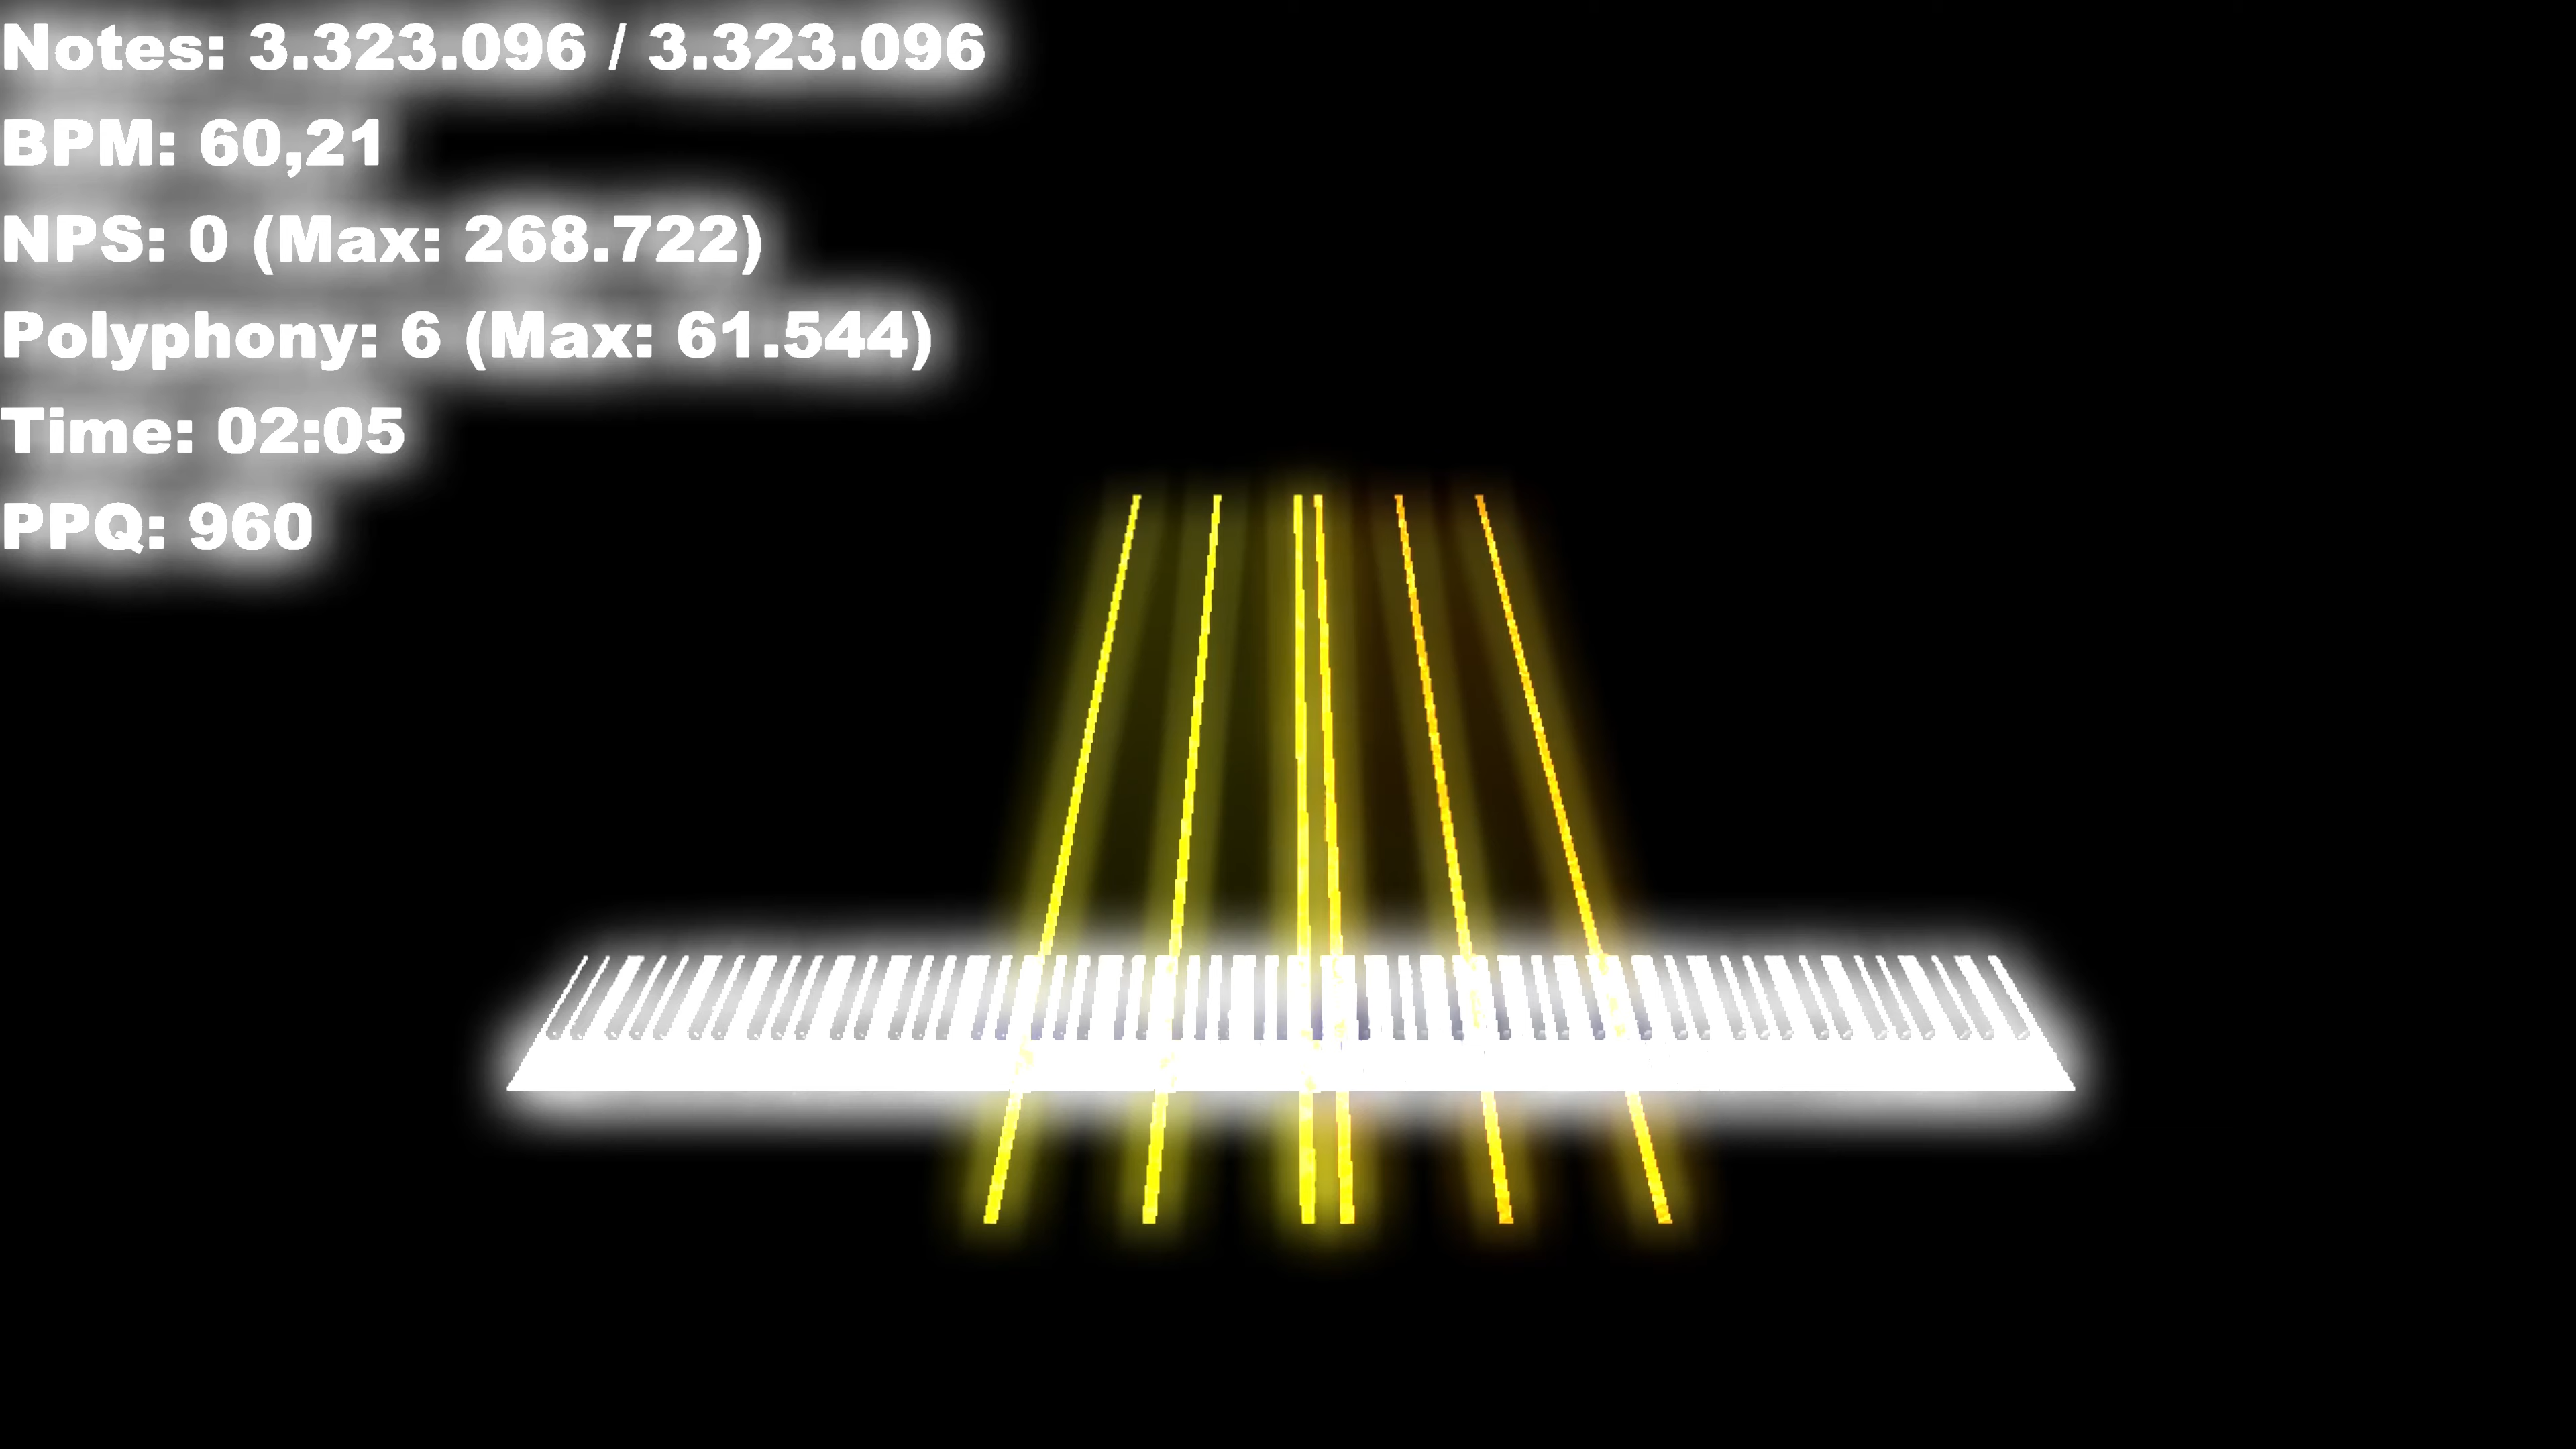 Notes: 3.323.096 / 3.323.096
BPM: 60,21
NPS: 0 (Max: 268.722)
Polyphony: 6 (Max: 61.544)
Time: 02:05
PPQ: 960